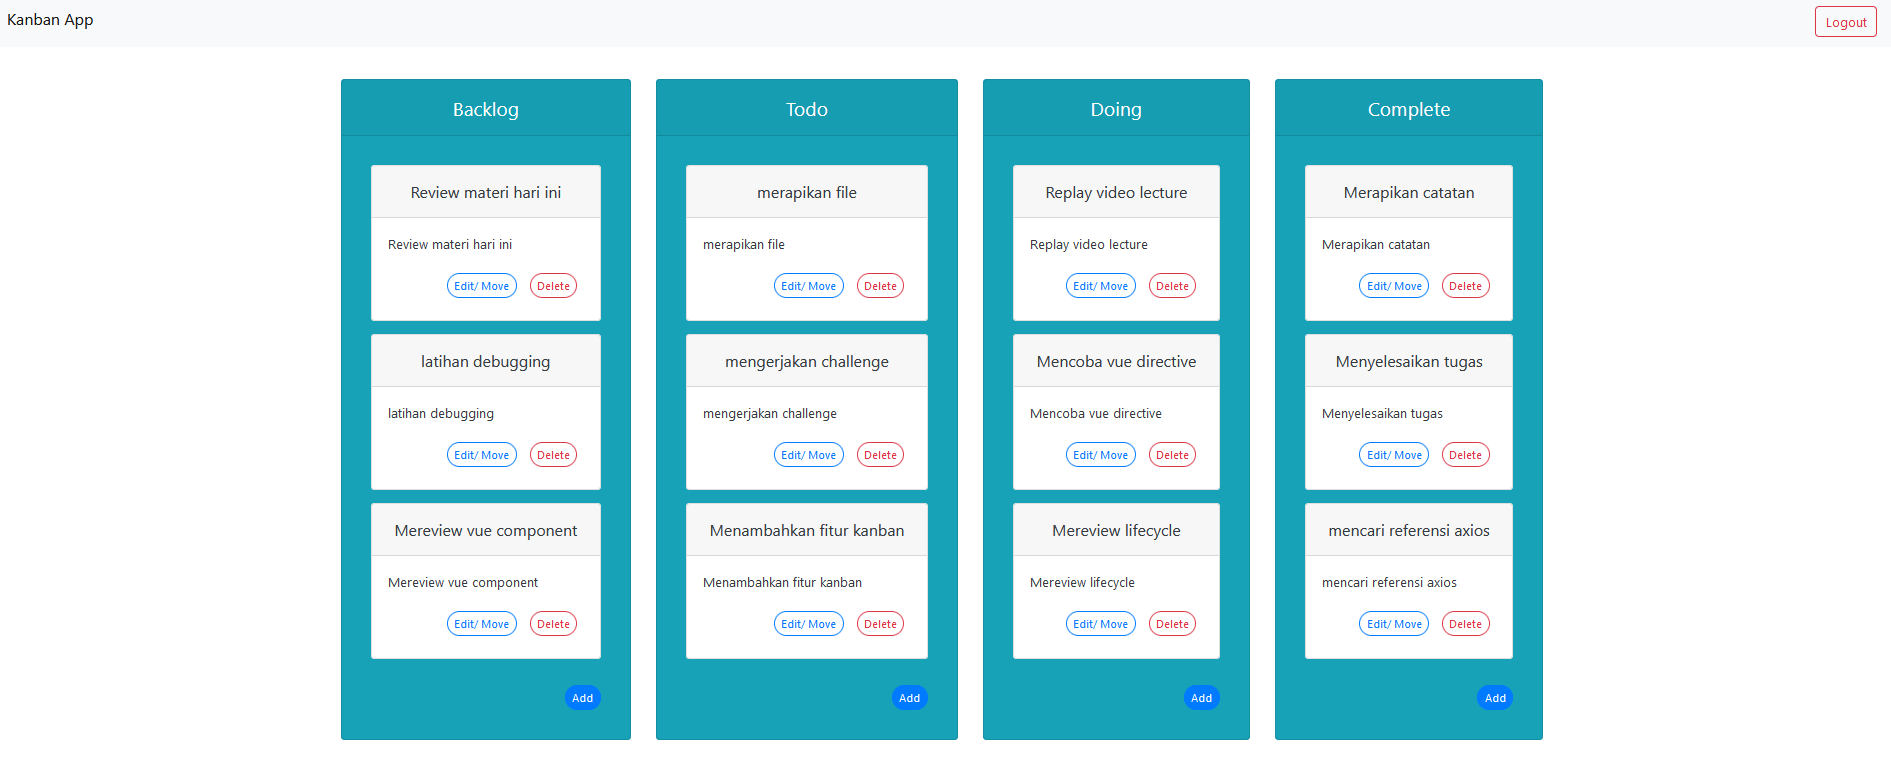 Kanban App
Logout
Backlog
Review materi hari ini
Review materi hari ini
Edit/ Move Delete
latihan debugging
latihan debugging
Edit/ Move Delete
Mereview vue component
Mereview vue component
Edit/ Move Delete
Add
Todo
merapikan file
merapikan file
Edit/ Move Delete
mengerjakan challenge
mengerjakan challenge
Edit/ Move Delete
Menambahkan fitur kanban
Menambahkan fitur kanban
Edit/ Move Delete
Add
Doing
Replay video lecture
Replay video lecture
Edit/ Move Delete
Mencoba vue directive
Mencoba vue directive
Edit/ Move Delete
Mereview lifecycle
Mereview lifecycle
Edit/ Move Delete
Add
Complete
Merapikan catatan
Merapikan catatan
Edit/ Move Delete
Menyelesaikan tugas
Menyelesaikan tugas
Edit/ Move Delete
mencari referensi axios
mencari referensi axios
Edit/ Move Delete
Add